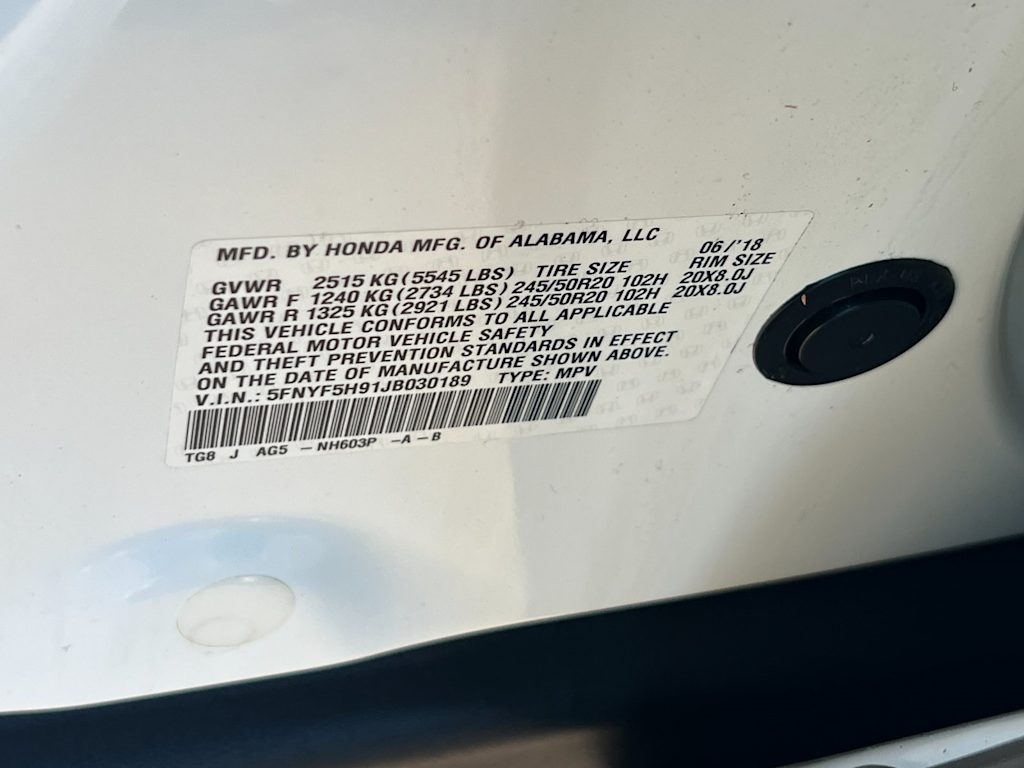 MFD. BY HONDA MFG. OF ALABAMA, LLC 06/'18
GVWR 2515 KG (5545 LBS) TIRE SIZE RIM SIZE
GAWR F 1240 KG (2734 LBS) 245/50R20 102H 20X8.0J
GAWR R 1325 KG (2921 LBS) 245/50R20 102H 20X8.0J
THIS VEHICLE CONFORMS TO ALL APPLICABLE
FEDERAL MOTOR VEHICLE SAFETY
AND THEFT PREVENTION STANDARDS IN EFFECT
ON THE DATE OF MANUFACTURE SHOWN ABOVE.
V.I.N.: 5FNYF5H91JB030189 TYPE: MPV
TG8 J AG5 - NH603P -A-B